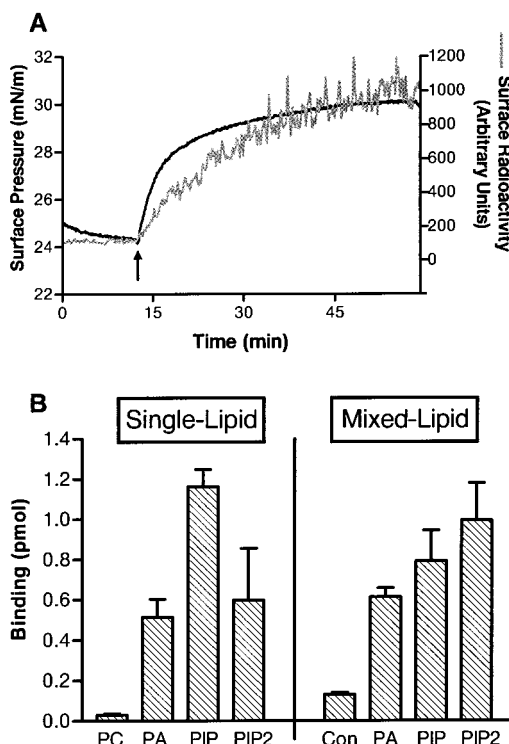 A
Surface Pressure (mN/m)
32
30
28
26
24
22
0
15
30
45
Time (min)
1200
1000
800
600
400
200
0
Surface Radioactivity
(Arbitrary Units)
B
Single-Lipid
Mixed-Lipid
Binding (pmol)
1.4
1.2
1.0
0.8
0.6
0.4
0.2
0.0
PC PA PIP PIP2 Con PA PIP PIP2